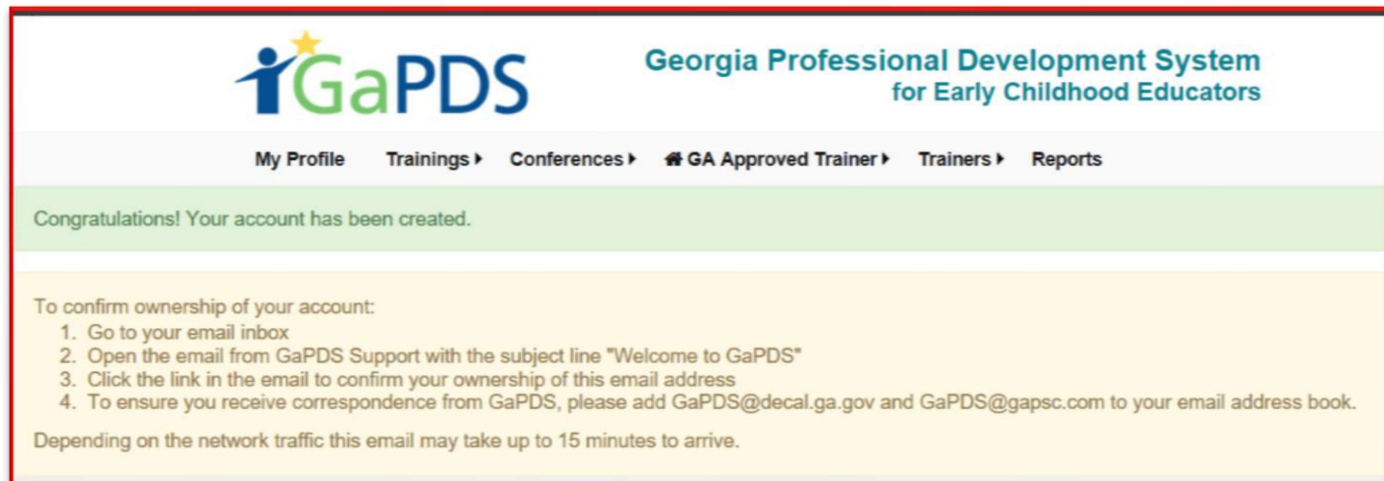 GaPDS
Georgia Professional Development System
for Early Childhood Educators
My Profile Trainings Conferences GA Approved Trainer Trainers Reports
Congratulations! Your account has been created.
To confirm ownership of your account:
1. Go to your email inbox
2. Open the email from GaPDS Support with the subject line "Welcome to GaPDS"
3. Click the link in the email to confirm your ownership of this email address
4. To ensure you receive correspondence from GaPDS, please add GaPDS@decal.ga.gov and GaPDS@gapsc.com to your email address book.
Depending on the network traffic this email may take up to 15 minutes to arrive.